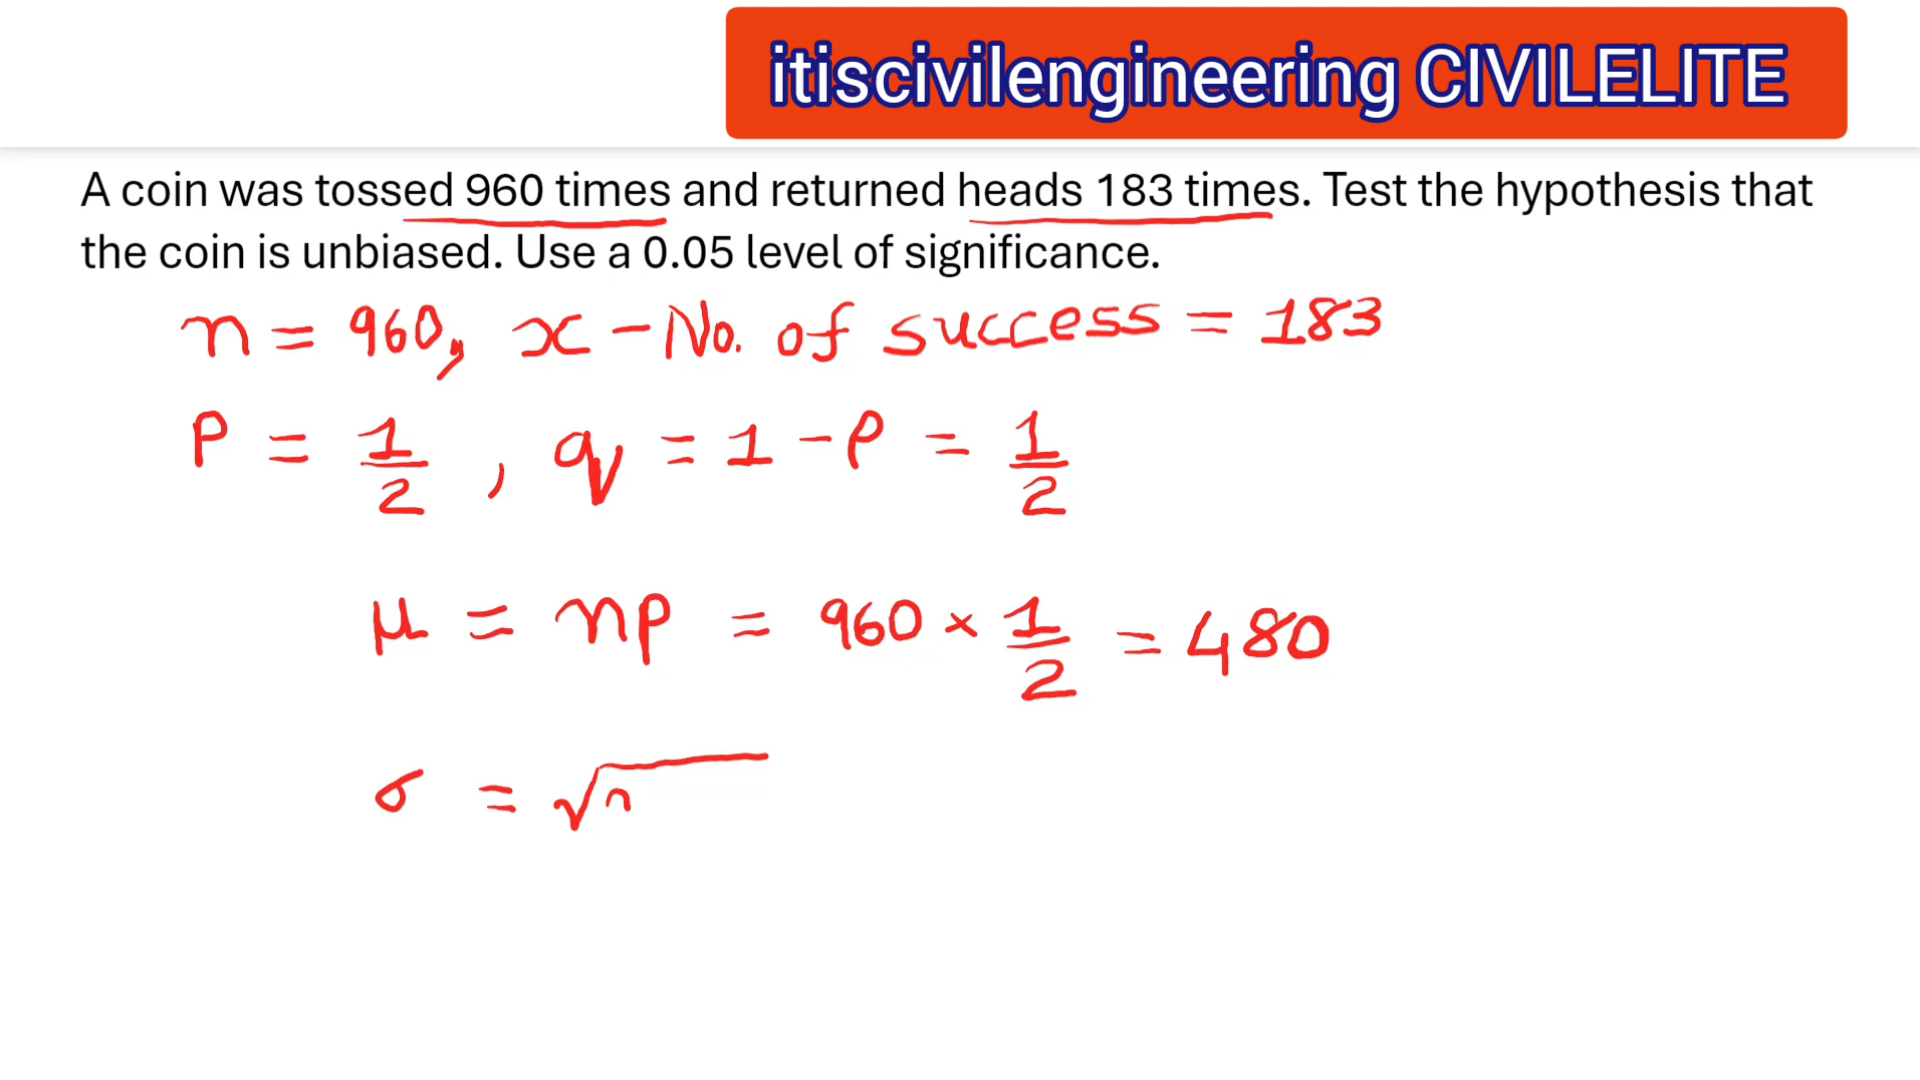 itiscivilengineering CIVILELITE
A coin was tossed 960 times and returned heads 183 times. Test the hypothesis that
the coin is unbiased. Use a 0.05 level of significance.
n = 960, x - No. of success = 183
P = 1/2 , q = 1 - p = 1/2
μ = np = 960 × 1/2 = 480
σ = √n